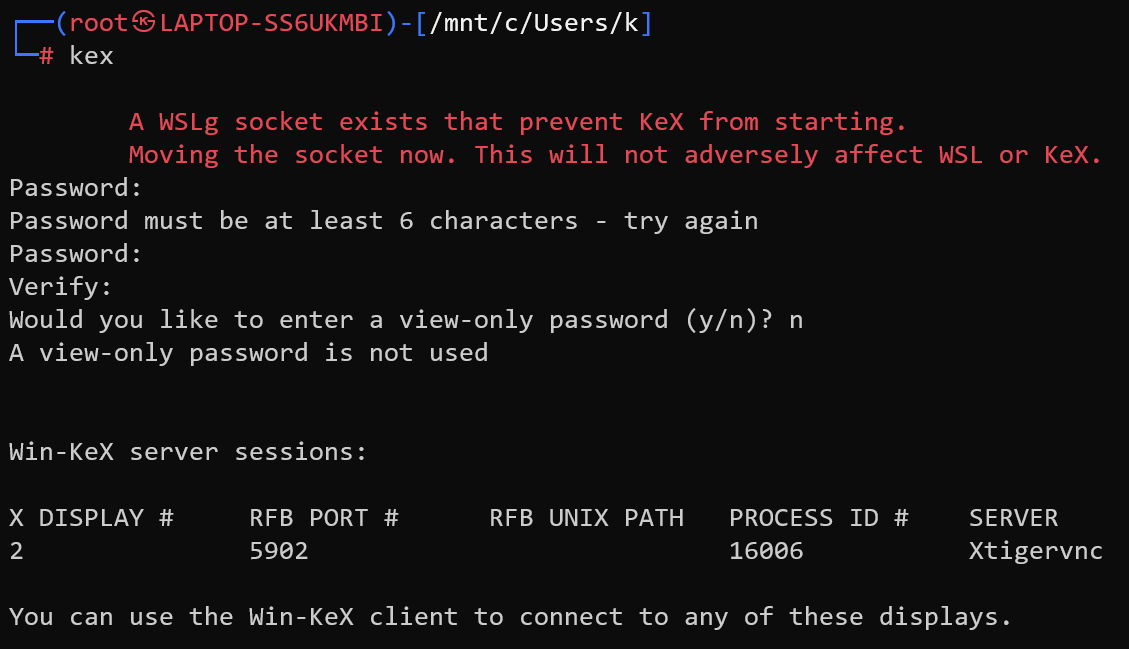 ┌──(root㉿LAPTOP-SS6UKMBI)-[/mnt/c/Users/k]
└─# kex
A WSLg socket exists that prevent KeX from starting.
Moving the socket now. This will not adversely affect WSL or KeX.
Password:
Password must be at least 6 characters - try again
Password:
Verify:
Would you like to enter a view-only password (y/n)? n
A view-only password is not used
Win-KeX server sessions:
X DISPLAY #     RFB PORT #      RFB UNIX PATH   PROCESS ID #    SERVER
2               5902                            16006           Xtigervnc
You can use the Win-KeX client to connect to any of these displays.